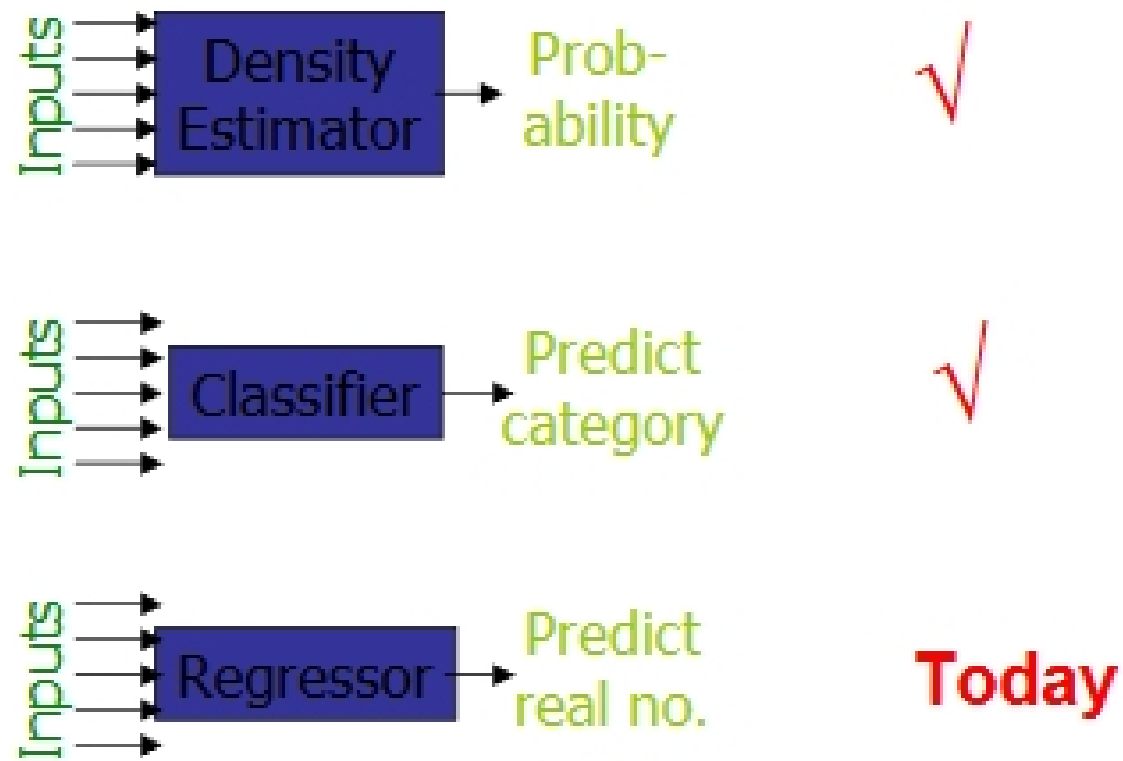 Inputs
Density
Estimator
Prob-
ability
√
Inputs
Classifier
Predict
category
√
Inputs
Regressor
Predict
real no.
Today